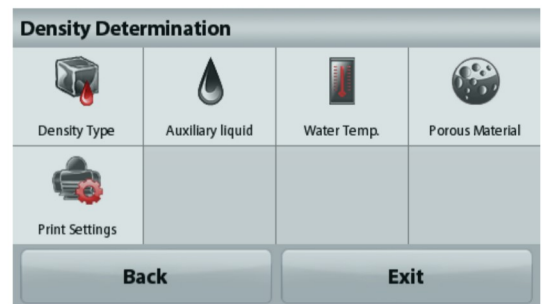 Density Determination
Density Type
Auxiliary liquid
Water Temp.
Porous Material
Print Settings
Back
Exit